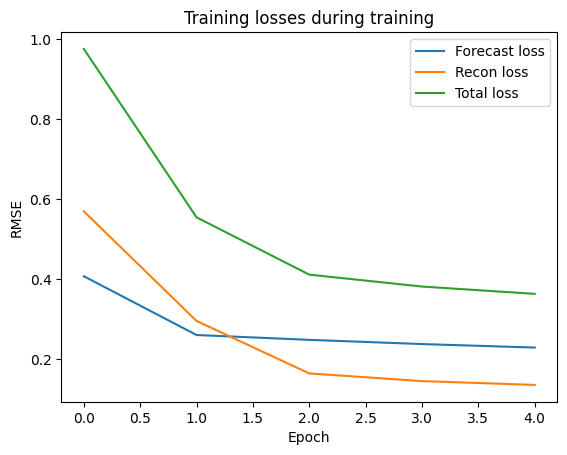 Training losses during training
1.0
0.8
0.6
0.4
0.2
RMSE
Forecast loss
Recon loss
Total loss
0.0 0.5 1.0 1.5 2.0 2.5 3.0 3.5 4.0
Epoch